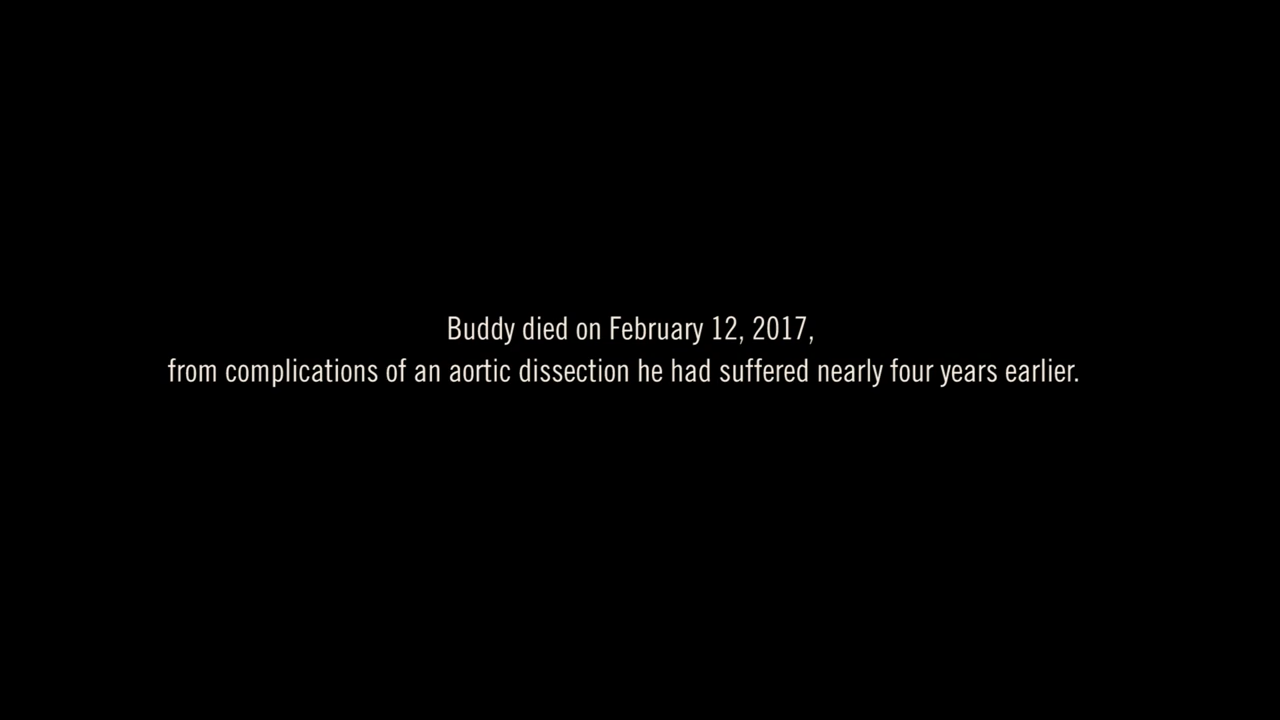 Buddy died on February 12, 2017,
from complications of an aortic dissection he had suffered nearly four years earlier.